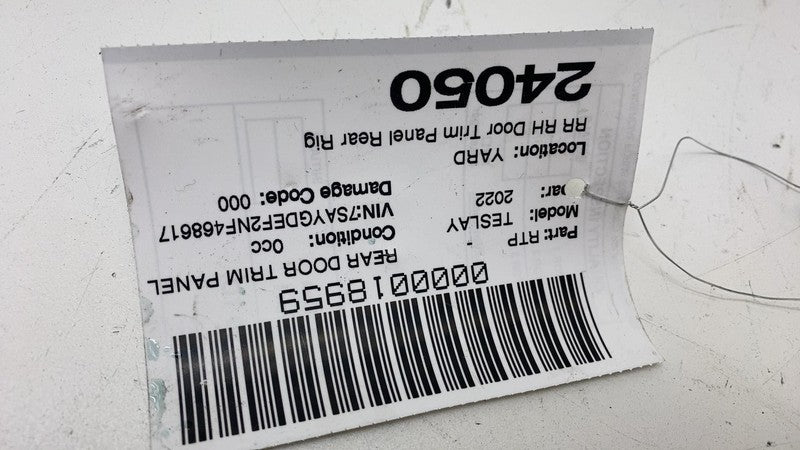 0000018959
REAR DOOR TRIM PANEL
Part: RTP - Condition: 0cc
Model: TESLAY VIN:7SAYGDEF2NF468617
ar: 2022 Damage Code: 000
Location: YARD
RR RH Door Trim Panel Rear Rig
24050